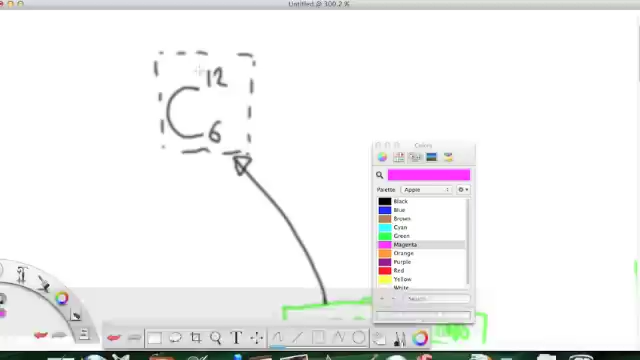 Untitled @ 300.2 %
12
C
6
Colors
Palette Apple
Black
Blue
Brown
Cyan
Green
Magenta
Orange
Purple
Red
Yellow
White
Search
T